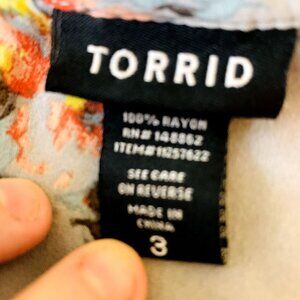 TORRID
100% RAYON
RN# 148862
ITEM# 11257622
SEE CARE
ON REVERSE
MADE IN
CHINA
3